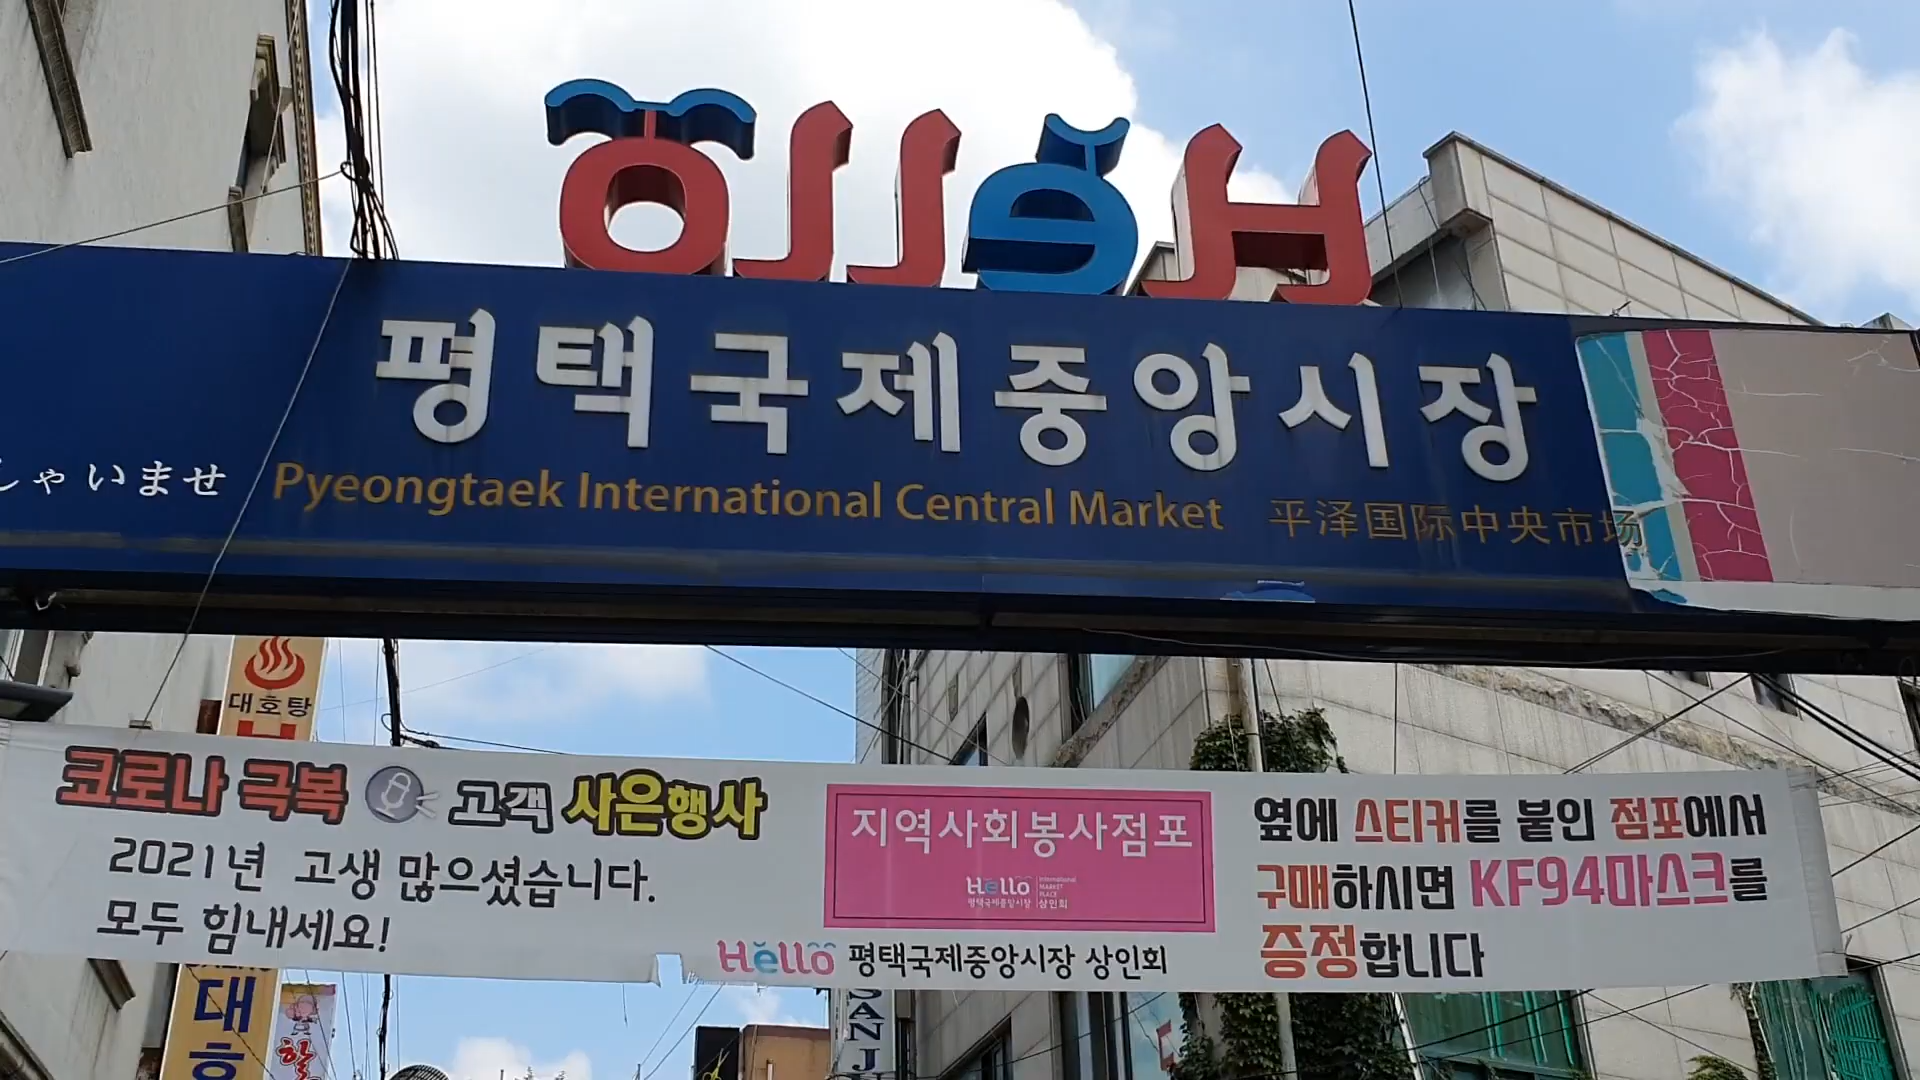 Hello
평택국제중앙시장
しゃいませ
Pyeongtaek International Central Market 平泽国际中央市场
대호탕
코로나 극복 고객 사은행사
2021년 고생 많으셨습니다.
모두 힘내세요!
지역사회봉사점포
Hello International MARKET PLACE
평택국제중앙시장 상인회
Hello 평택국제중앙시장 상인회
옆에 스티커를 붙인 점포에서
구매하시면 KF94마스크를
증정합니다
대
SAN